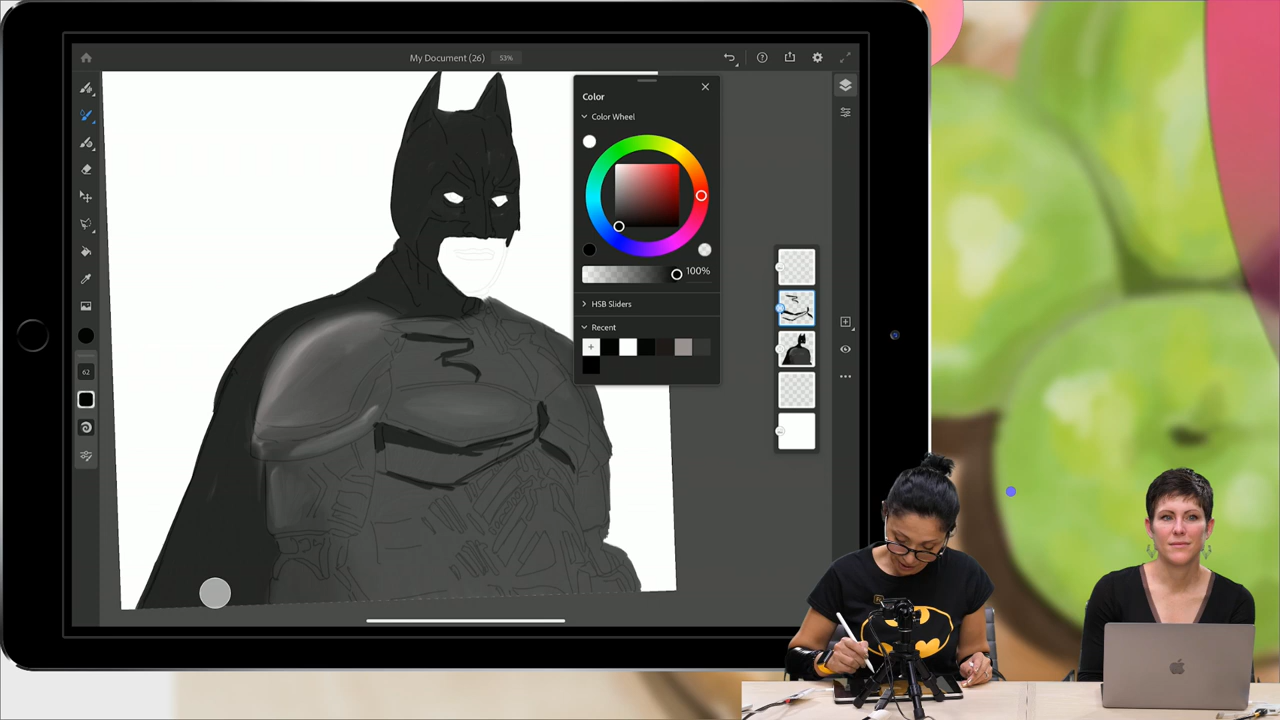 My Document (26) 53%
Color
Color Wheel
100%
HSB Sliders
Recent
62